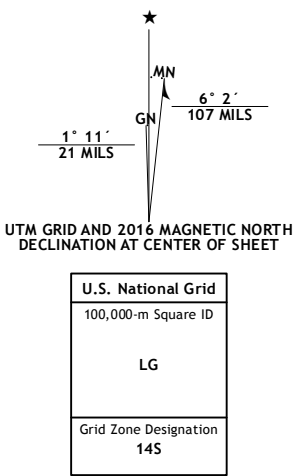 ★
MN
GN
6° 2´
107 MILS
1° 11´
21 MILS
UTM GRID AND 2016 MAGNETIC NORTH
DECLINATION AT CENTER OF SHEET
U.S. National Grid
100,000-m Square ID
LG
Grid Zone Designation
14S